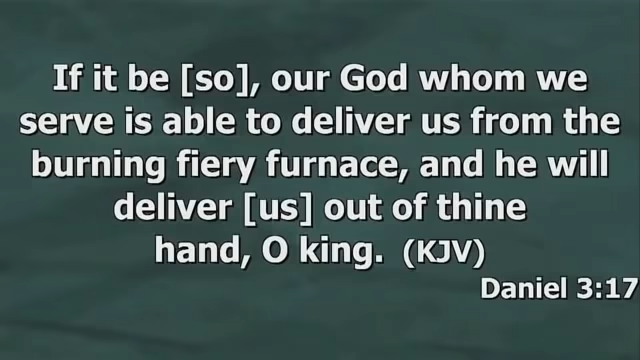 If it be [so], our God whom we
serve is able to deliver us from the
burning fiery furnace, and he will
deliver [us] out of thine
hand, O king. (KJV)
Daniel 3:17